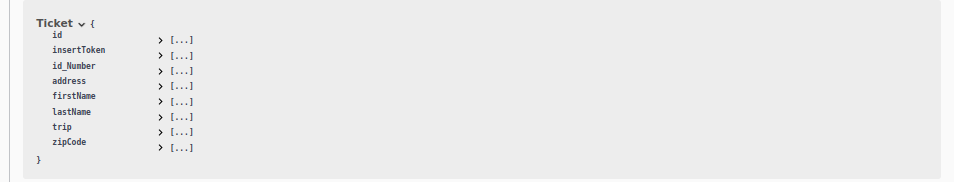 Ticket {
id [...]
insertToken [...]
id_Number [...]
address [...]
firstName [...]
lastName [...]
trip [...]
zipCode [...]
}